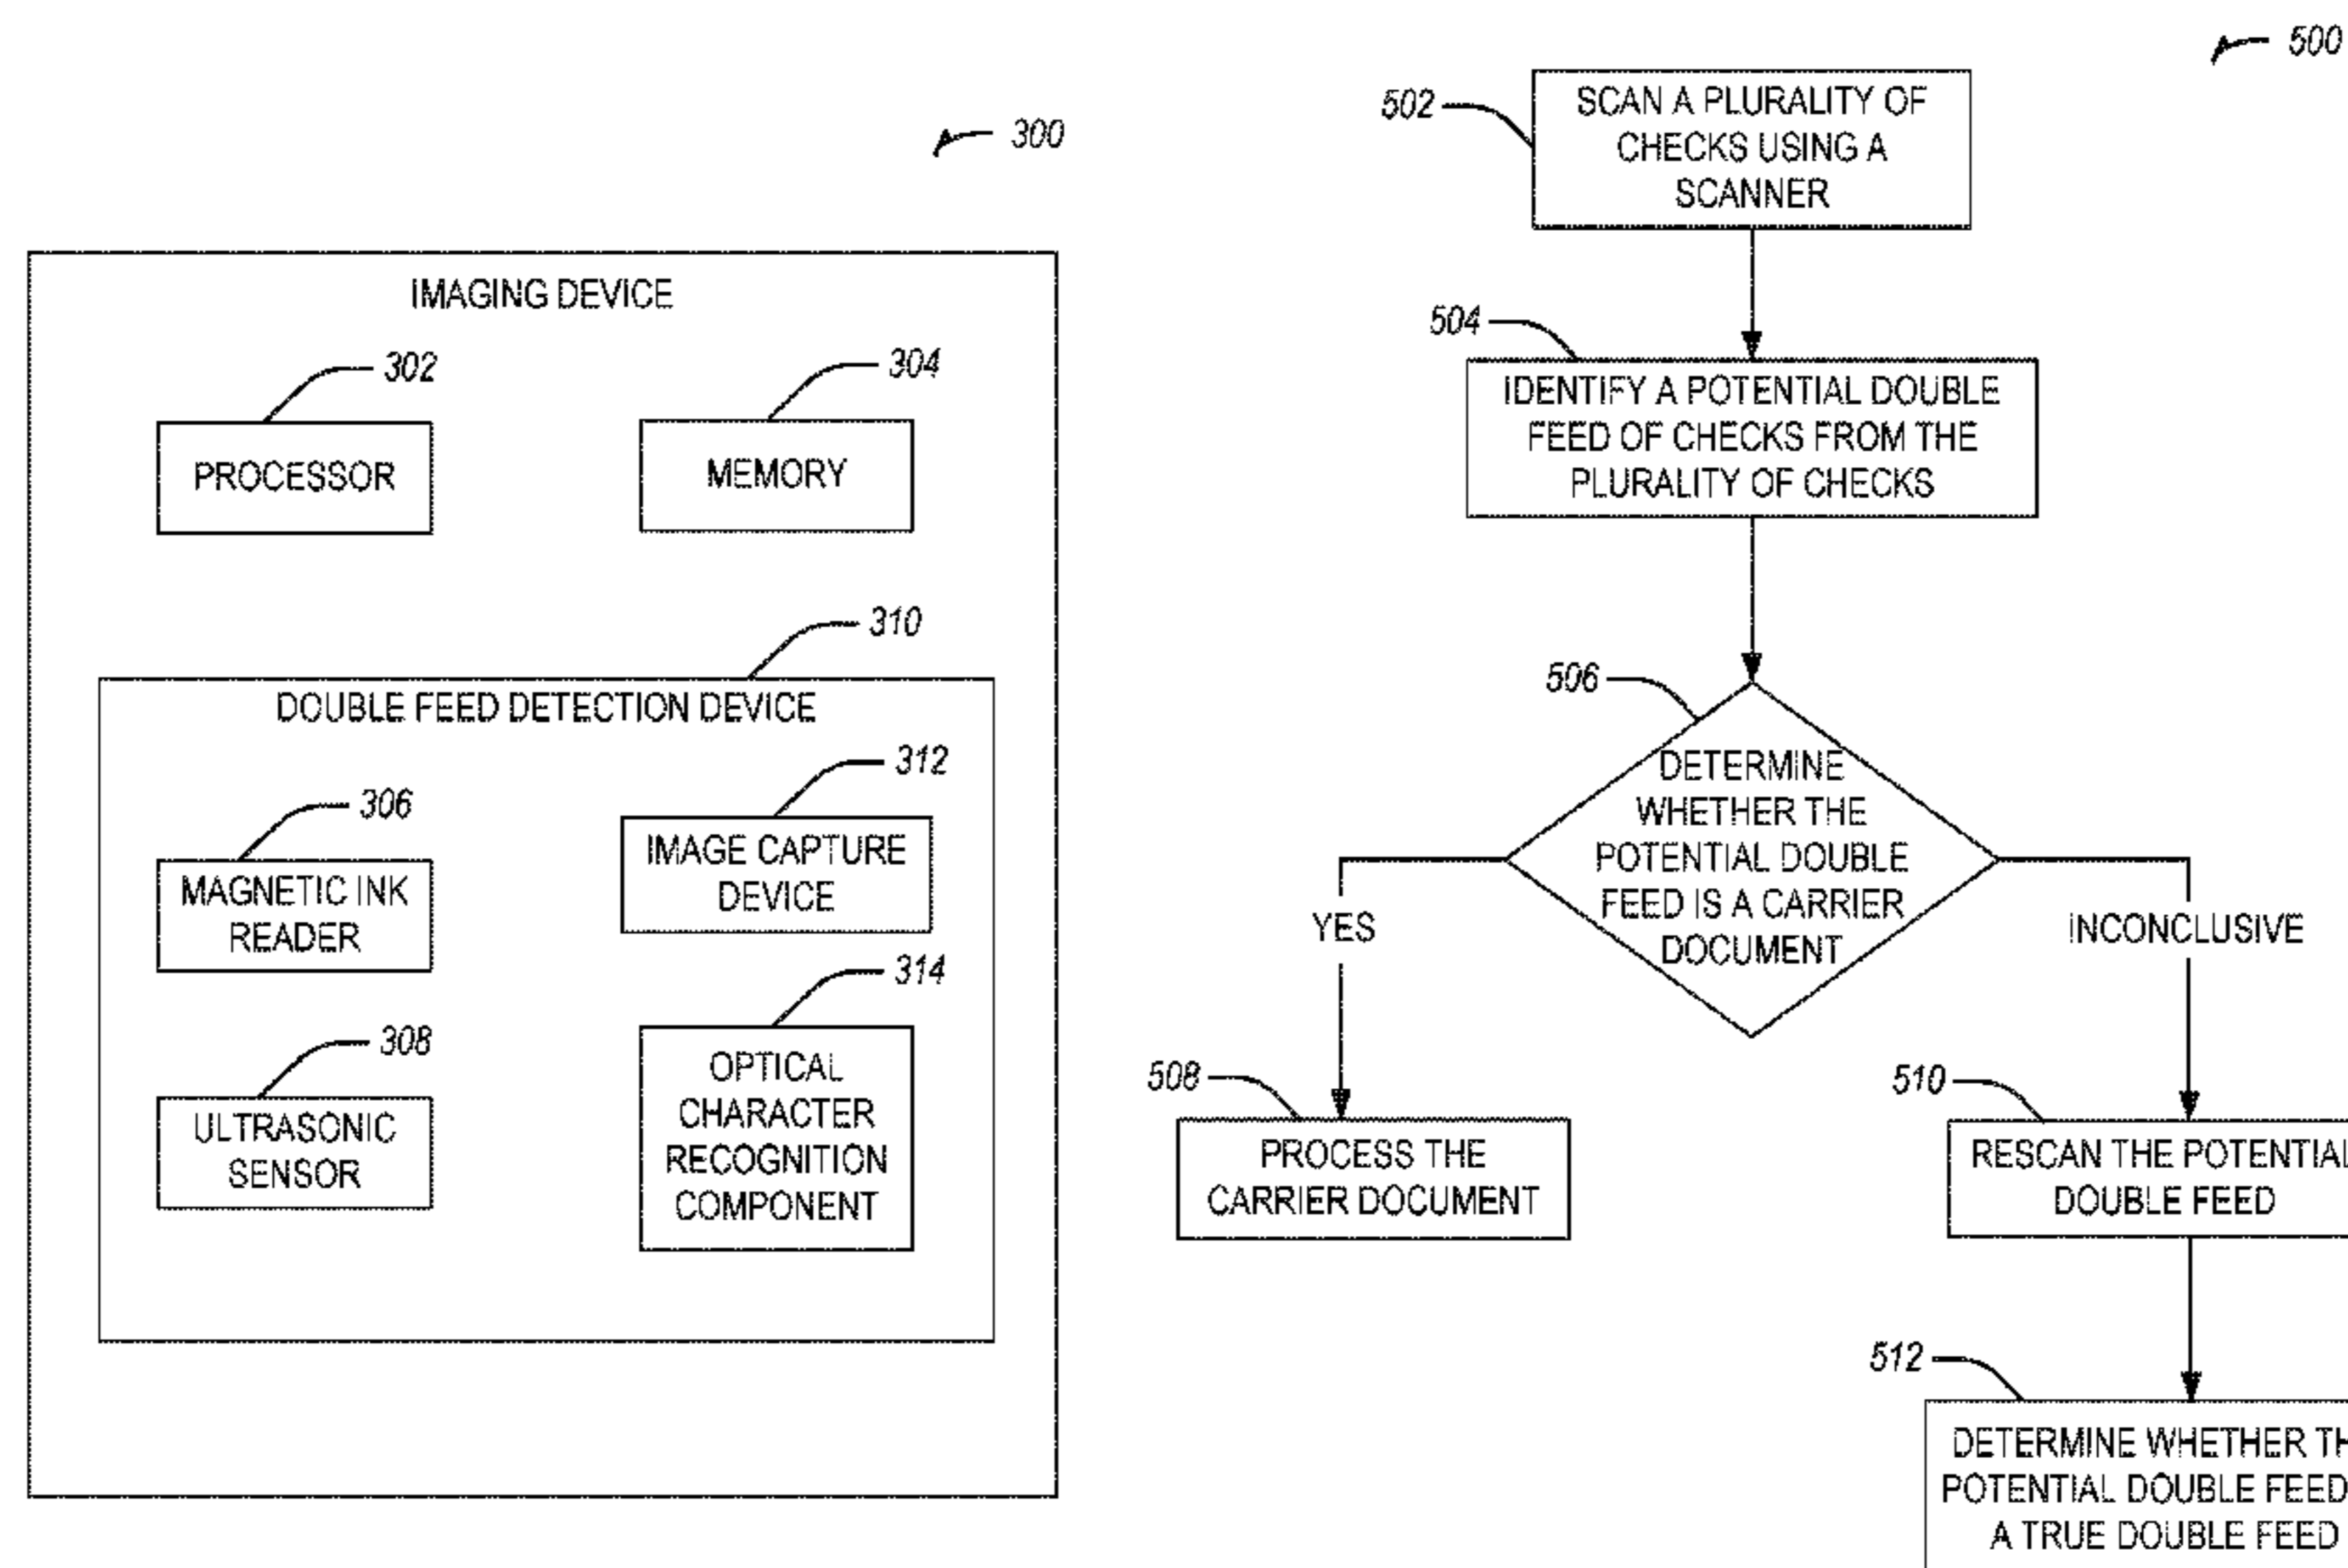 300
IMAGING DEVICE
302
PROCESSOR
304
MEMORY
310
DOUBLE FEED DETECTION DEVICE
306
MAGNETIC INK
READER
312
IMAGE CAPTURE
DEVICE
308
ULTRASONIC
SENSOR
314
OPTICAL
CHARACTER
RECOGNITION
COMPONENT
500
502
SCAN A PLURALITY OF
CHECKS USING A
SCANNER
504
IDENTIFY A POTENTIAL DOUBLE
FEED OF CHECKS FROM THE
PLURALITY OF CHECKS
506
DETERMINE
WHETHER THE
POTENTIAL DOUBLE
FEED IS A CARRIER
DOCUMENT
YES
INCONCLUSIVE
508
PROCESS THE
CARRIER DOCUMENT
510
RESCAN THE POTENTIAL
DOUBLE FEED
512
DETERMINE WHETHER
POTENTIAL DOUBLE FEED
A TRUE DOUBLE FEED